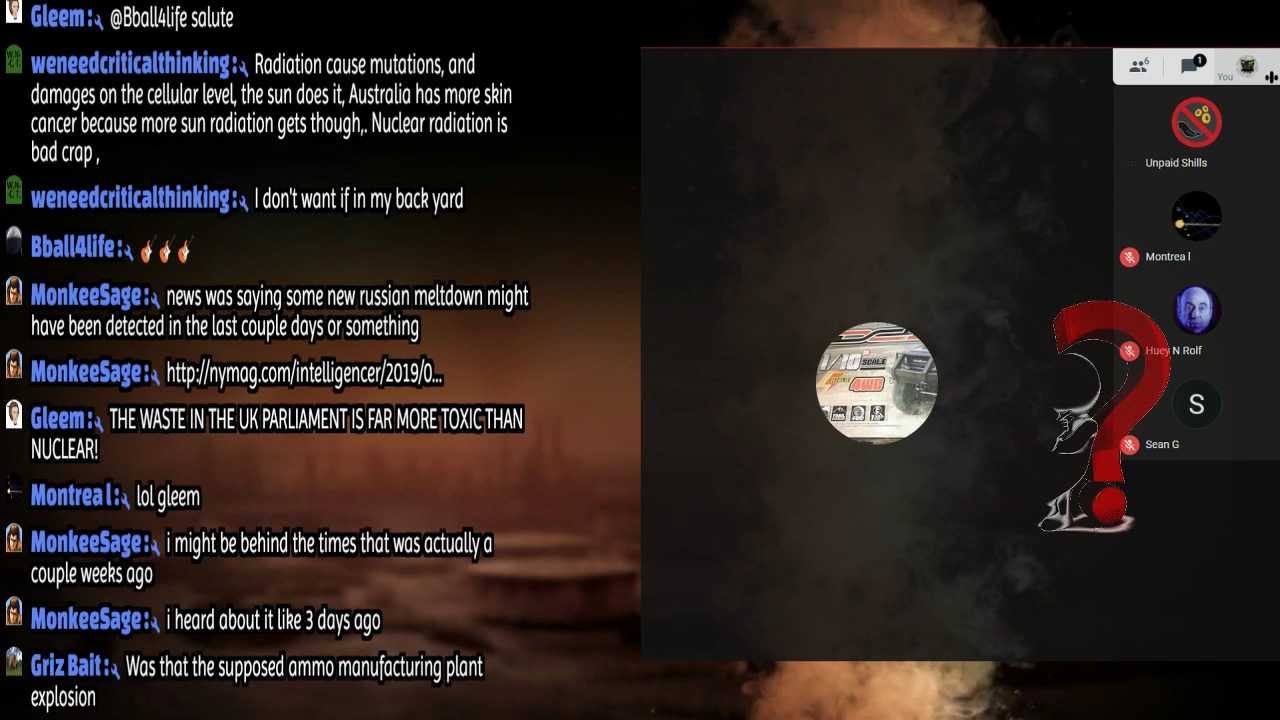 Gleem: @Bball4life salute
weneedcriticalthinking: Radiation cause mutations, and
damages on the cellular level, the sun does it, Australia has more skin
cancer because more sun radiation gets though,. Nuclear radiation is
bad crap ,
weneedcriticalthinking: I don't want if in my back yard
Bball4life:
MonkeeSage: news was saying some new russian meltdown might
have been detected in the last couple days or something
MonkeeSage: http://nymag.com/intelligencer/2019/0...
Gleem: THE WASTE IN THE UK PARLIAMENT IS FAR MORE TOXIC THAN
NUCLEAR!
Montrea l: lol gleem
MonkeeSage: i might be behind the times that was actually a
couple weeks ago
MonkeeSage: i heard about it like 3 days ago
Griz Bait: Was that the supposed ammo manufacturing plant
explosion
1/10 SCALE
ELECTRIC 4WD
6
1
You
Unpaid Shills
Montrea l
Huey N Rolf
S
Sean G
?